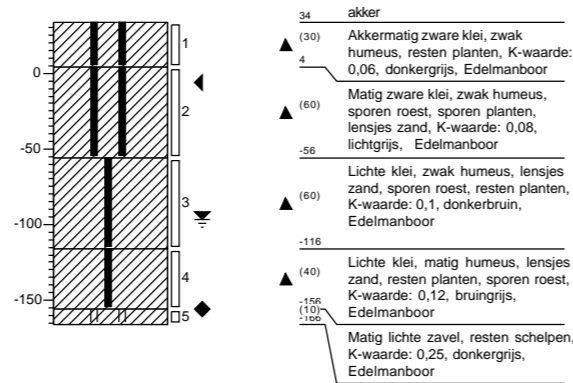 0
-50
-100
-150
1
2
3
4
5
34 akker
(30) Akkermatig zware klei, zwak
humeus, resten planten, K-waarde:
4 0,06, donkergrijs, Edelmanboor
Matig zware klei, zwak humeus,
(60) sporen roest, sporen planten,
lensjes zand, K-waarde: 0,08,
lichtgrijs, Edelmanboor
-56
Lichte klei, zwak humeus, lensjes
zand, sporen roest, resten planten,
(60) K-waarde: 0,1, donkerbruin,
Edelmanboor
-116
Lichte klei, matig humeus, lensjes
(40) zand, resten planten, sporen roest,
K-waarde: 0,12, bruingrijs,
-156 Edelmanboor
(10)
-166
Matig lichte zavel, resten schelpen,
K-waarde: 0,25, donkergrijs,
Edelmanboor